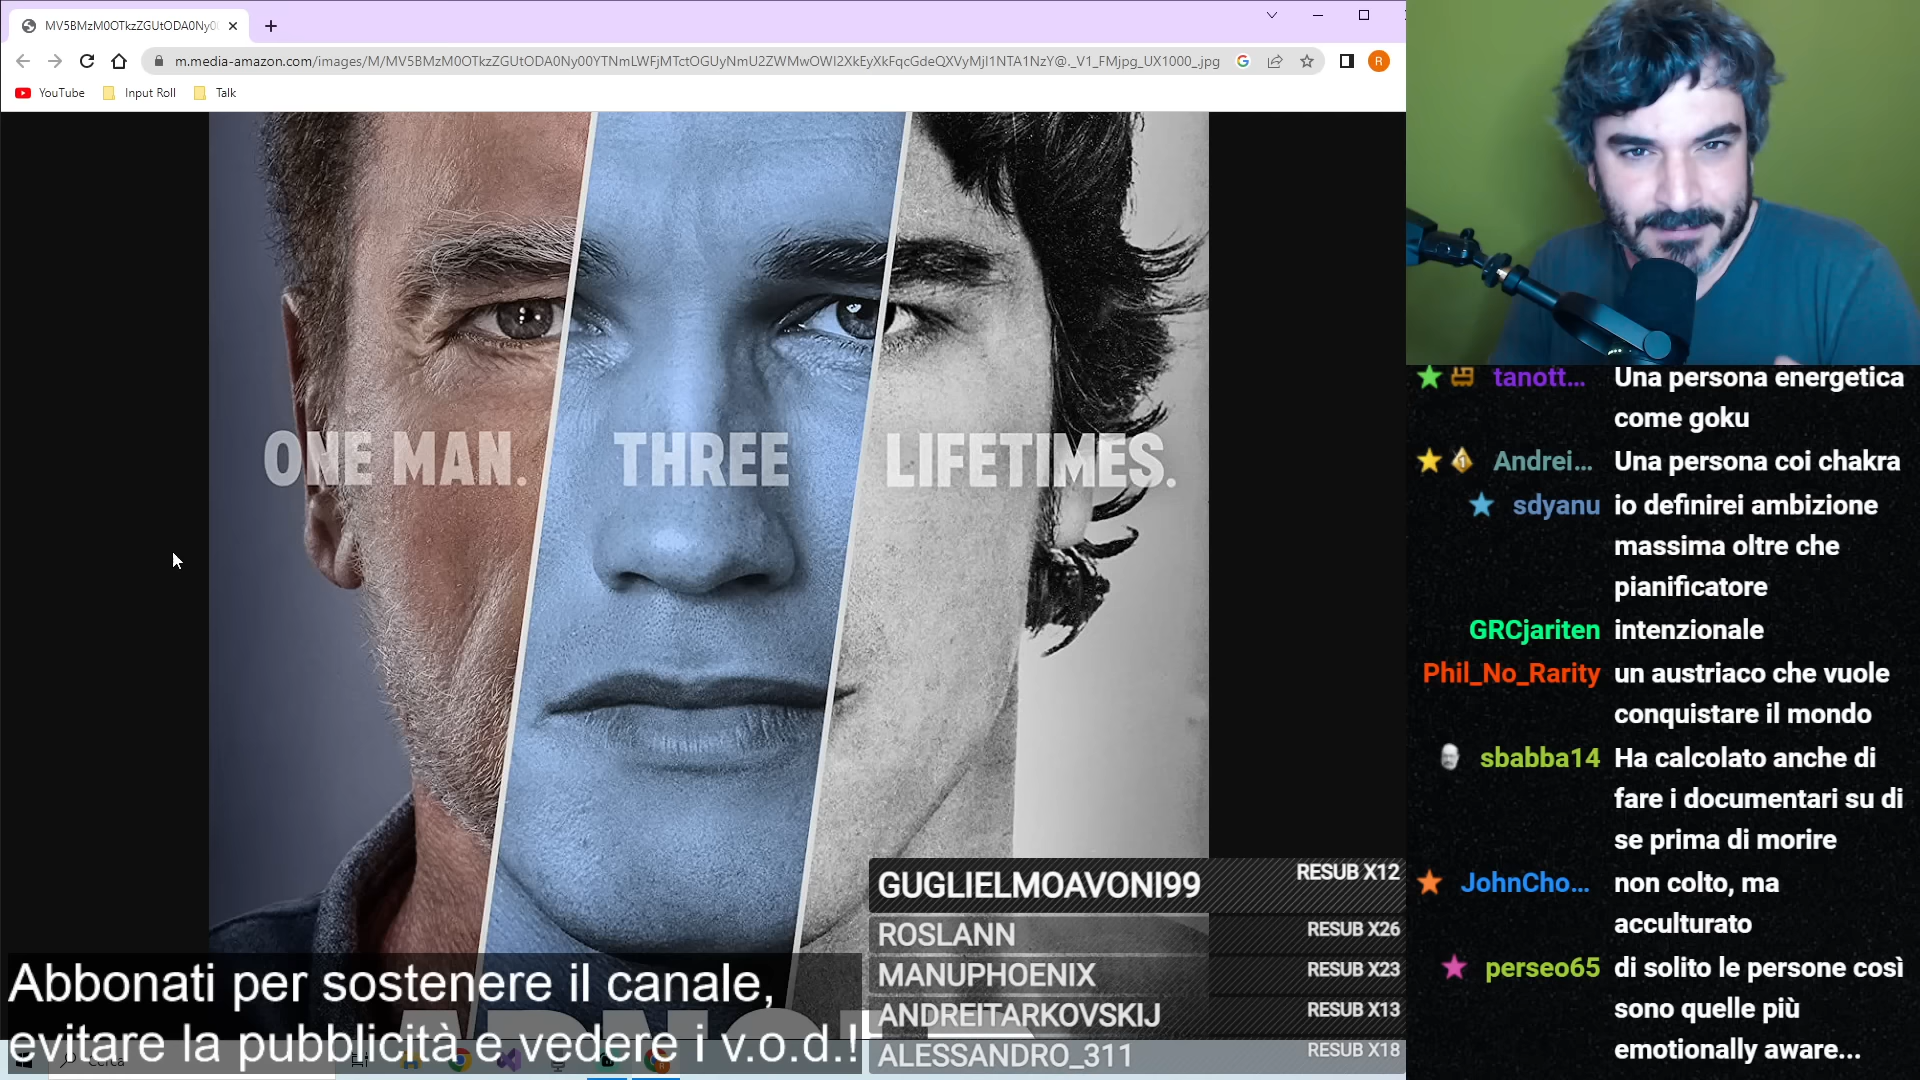 MV5BMzM0OTkzZGUtODA0Ny0
m.media-amazon.com/images/M/MV5BMzM0OTkzZGUtODA0Ny00YTNmLWFjMTctOGUyNmU2ZWMwOWI2XkEyXkFqcGdeQXVyMjI1NTA1NzY@._V1_FMjpg_UX1000_.jpg
R
YouTube
Input Roll
Talk
ONE MAN. THREE LIFETIMES.
tanott... Una persona energetica
come goku
Andrei... Una persona coi chakra
sdyanu io definirei ambizione
massima oltre che
pianificatore
GRCjariten intenzionale
Phil_No_Rarity un austriaco che vuole
conquistare il mondo
sbabba14 Ha calcolato anche di
fare i documentari su di
se prima di morire
JohnCho... non colto, ma
acculturato
perseo65 di solito le persone così
sono quelle più
emotionally aware...
GUGLIELMOAVONI99 RESUB X12
ROSLANN RESUB X26
MANUPHOENIX RESUB X23
ANDREITARKOVSKIJ RESUB X13
ALESSANDRO_311 RESUB X18
Abbonati per sostenere il canale,
evitare la pubblicità e vedere i v.o.d.!
Cerca